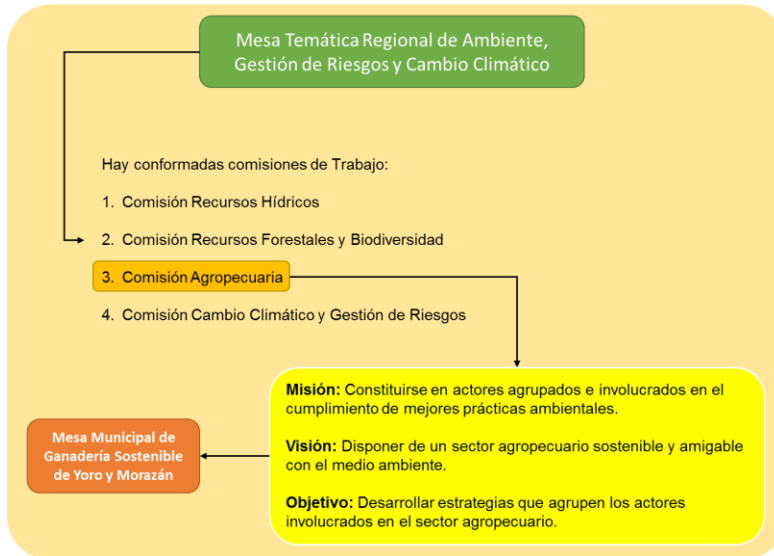 Mesa Temática Regional de Ambiente,
Gestión de Riesgos y Cambio Climático
Hay conformadas comisiones de Trabajo:
1. Comisión Recursos Hídricos
2. Comisión Recursos Forestales y Biodiversidad
3. Comisión Agropecuaria
4. Comisión Cambio Climático y Gestión de Riesgos
Misión: Constituirse en actores agrupados e involucrados en el
cumplimiento de mejores prácticas ambientales.
Visión: Disponer de un sector agropecuario sostenible y amigable
con el medio ambiente.
Objetivo: Desarrollar estrategias que agrupen los actores
involucrados en el sector agropecuario.
Mesa Municipal de
Ganadería Sostenible
de Yoro y Morazán